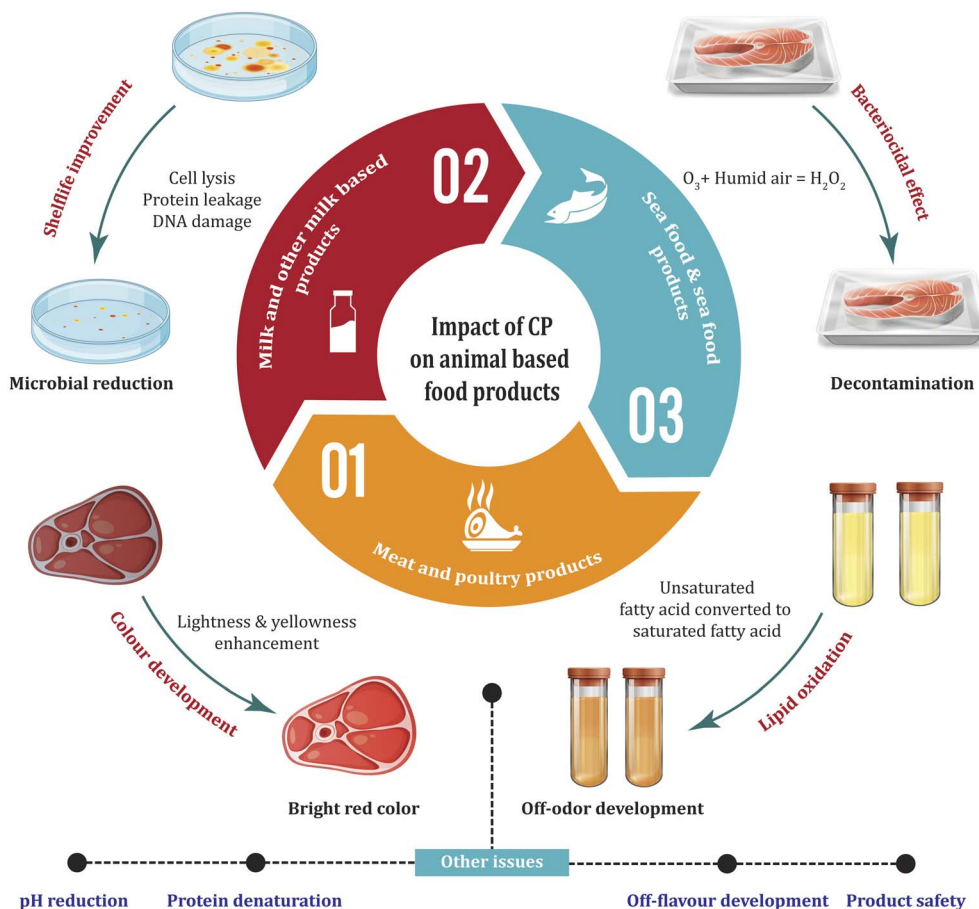 Shelflife improvement
Cell lysis
Protein leakage
DNA damage
Microbial reduction
02
Milk and other milk based
products
03
Sea food & sea food
products
01
Meat and poultry products
Impact of CP
on animal based
food products
Bacteriocidal effect
O₃+ Humid air = H₂O₂
Decontamination
Lightness & yellowness
enhancement
Colour development
Bright red color
Unsaturated
fatty acid converted to
saturated fatty acid
Lipid oxidation
Off-odor development
Other issues
pH reduction
Protein denaturation
Off-flavour development
Product safety